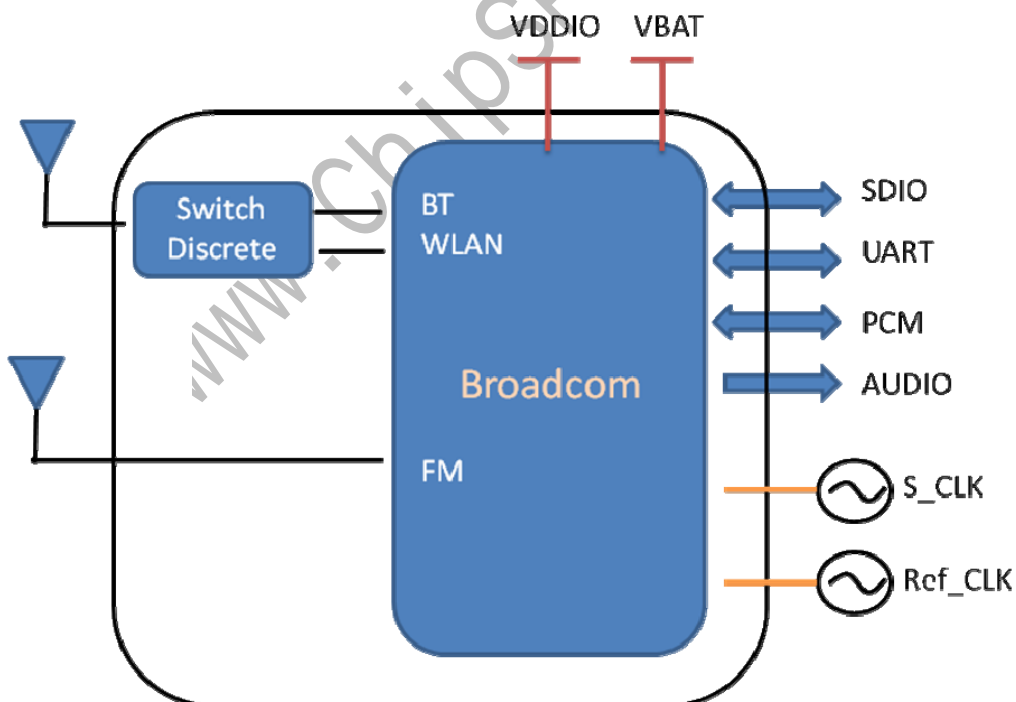 VDDIO VBAT
Switch
Discrete
BT
WLAN
Broadcom
FM
SDIO
UART
PCM
AUDIO
S_CLK
Ref_CLK